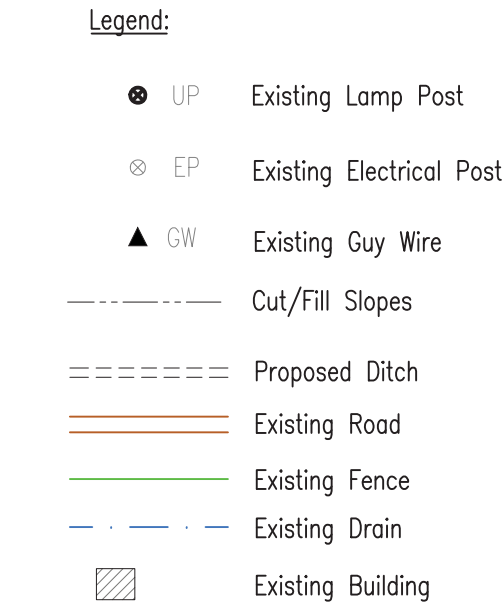 Legend:
UP Existing Lamp Post
EP Existing Electrical Post
GW Existing Guy Wire
Cut/Fill Slopes
Proposed Ditch
Existing Road
Existing Fence
Existing Drain
Existing Building